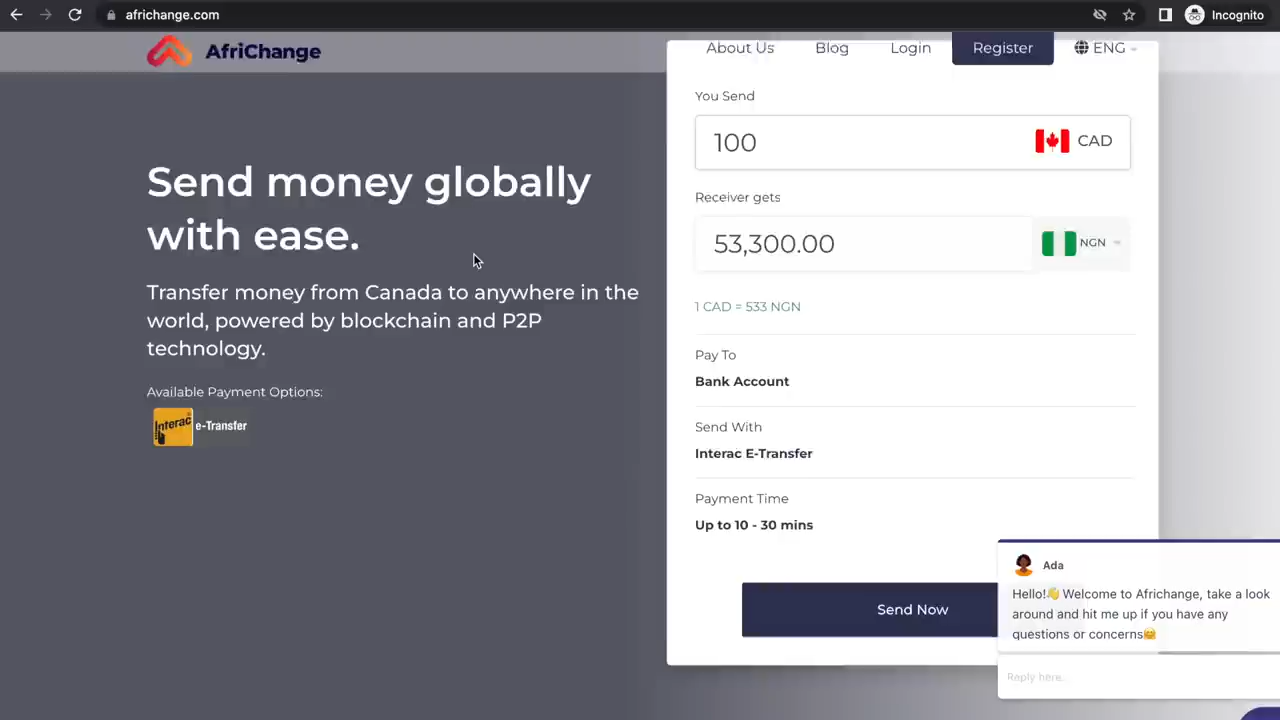 africhange.com
Incognito
AfriChange
About Us
Blog
Login
Register
ENG
Send money globally
with ease.
Transfer money from Canada to anywhere in the
world, powered by blockchain and P2P
technology.
Available Payment Options:
Interac e-Transfer
You Send
100
CAD
Receiver gets
53,300.00
NGN
1 CAD = 533 NGN
Pay To
Bank Account
Send With
Interac E-Transfer
Payment Time
Up to 10 - 30 mins
Send Now
Ada
Hello!👋 Welcome to Africhange, take a look
around and hit me up if you have any
questions or concerns🤗
Reply here..